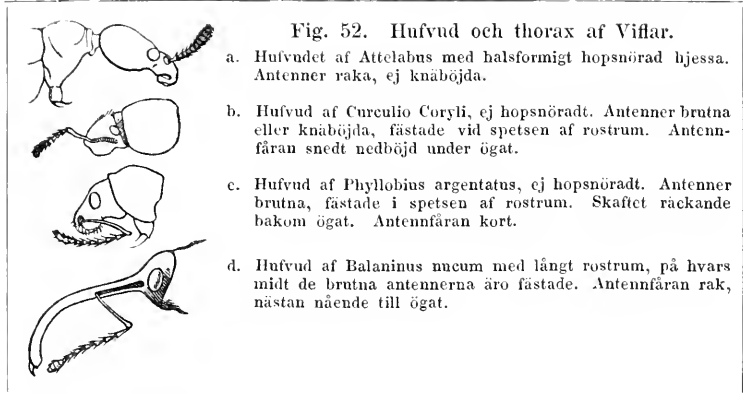 Fig. 52. Hufvud och thorax af Viflar.
a. Hufvudet af Attelabus med halsformigt hopsnörad hjessa.
Antenner raka, ej knäböjda.
b. Hufvud af Curculio Coryli, ej hopsnöradt. Antenner brutna
eller knäböjda, fästade vid spetsen af rostrum. Antenn-
fåran snedt nedböjd under ögat.
c. Hufvud af Phyllobius argentatus, ej hopsnöradt. Antenner
brutna, fästade i spetsen af rostrum. Skaftet räckande
bakom ögat. Antennfåran kort.
d. Hufvud af Balaninus nucum med långt rostrum, på hvars
midt de brutna antennerna äro fästade. Antennfåran rak,
nästan nående till ögat.